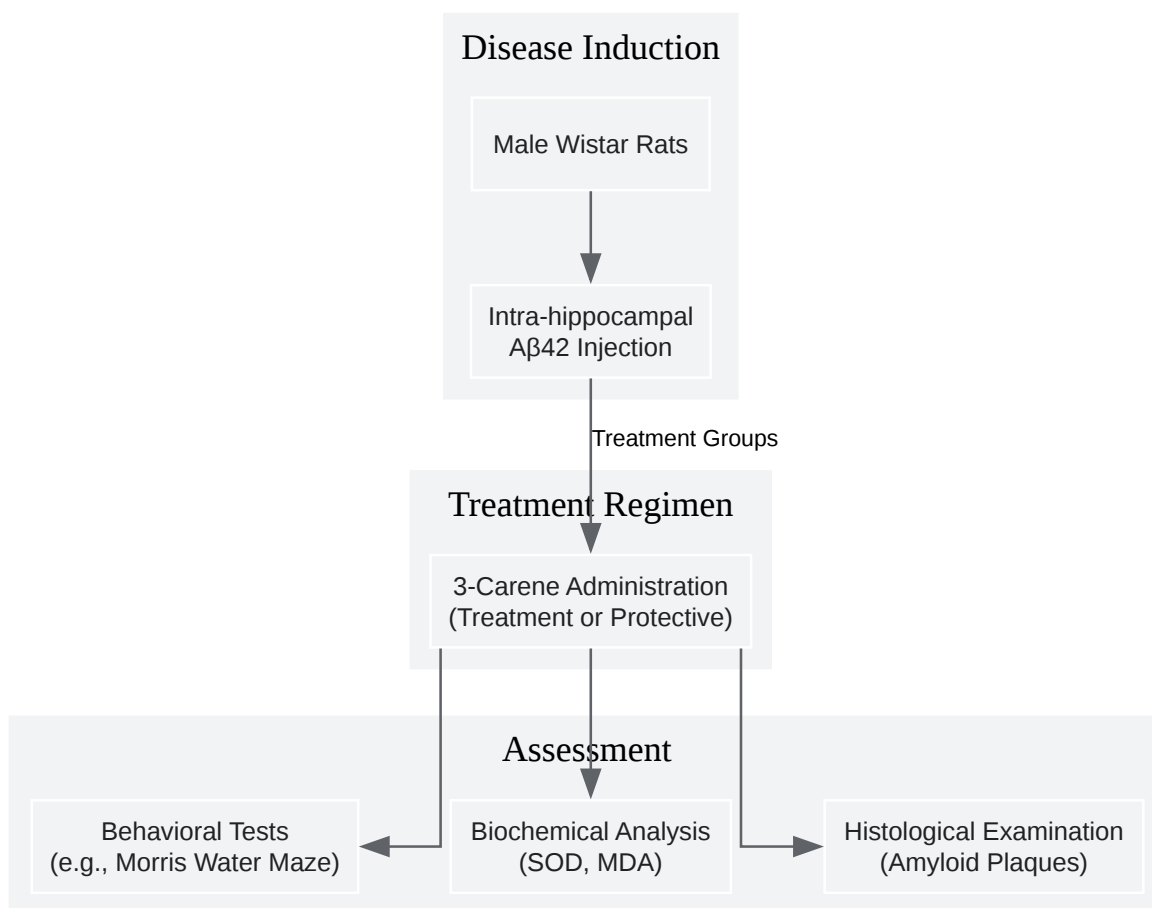 Disease Induction
Male Wistar Rats
Intra-hippocampal
Aβ42 Injection
Treatment Groups
Treatment Regimen
3-Carene Administration
(Treatment or Protective)
Assessment
Behavioral Tests
(e.g., Morris Water Maze)
Biochemical Analysis
(SOD, MDA)
Histological Examination
(Amyloid Plaques)